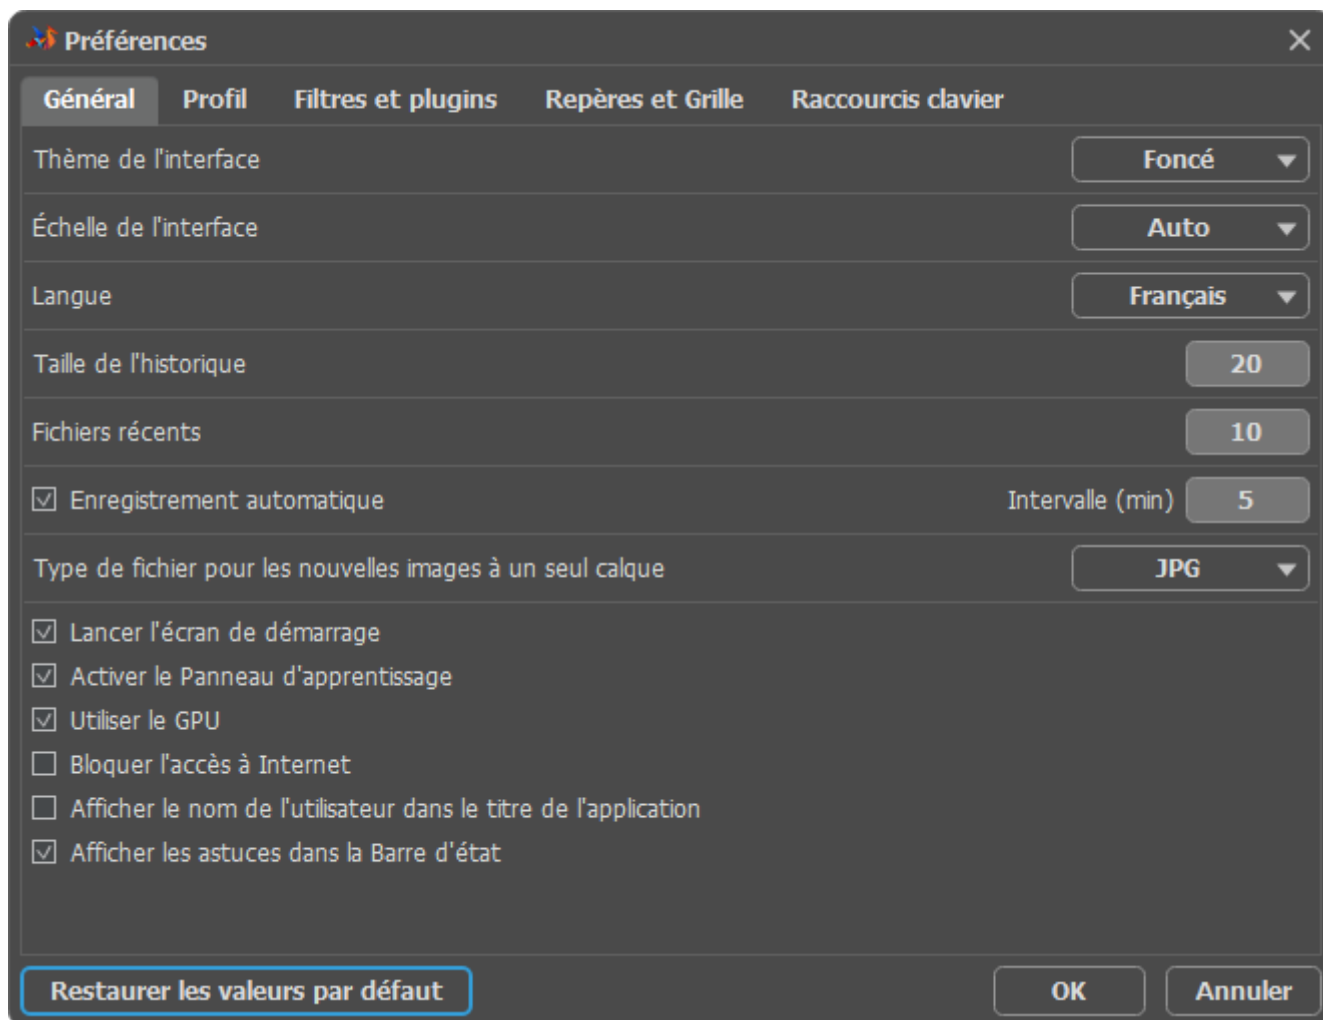 Préférences
Général Profil Filtres et plugins Repères et Grille Raccourcis clavier
Thème de l'interface Foncé
Échelle de l'interface Auto
Langue Français
Taille de l'historique 20
Fichiers récents 10
Enregistrement automatique Intervalle (min) 5
Type de fichier pour les nouvelles images à un seul calque JPG
Lancer l'écran de démarrage
Activer le Panneau d'apprentissage
Utiliser le GPU
Bloquer l'accès à Internet
Afficher le nom de l'utilisateur dans le titre de l'application
Afficher les astuces dans la Barre d'état
Restaurer les valeurs par défaut OK Annuler